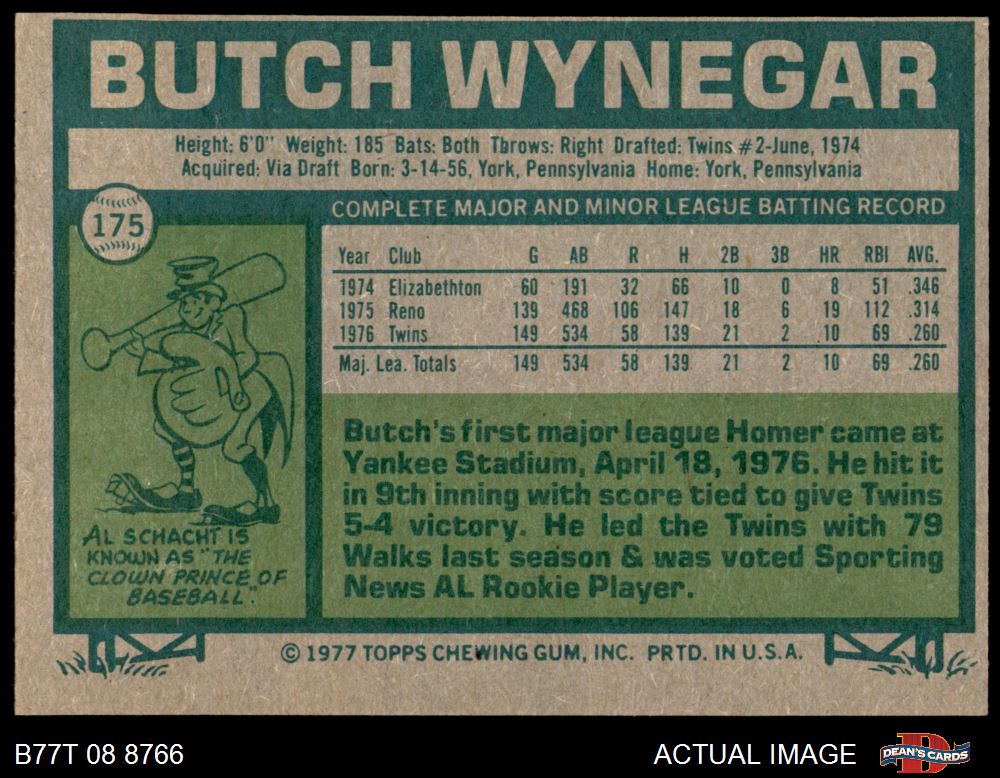 BUTCH WYNEGAR
Height: 6'0" Weight: 185 Bats: Both Throws: Right Drafted: Twins #2-June, 1974
Acquired: Via Draft Born: 3-14-56, York, Pennsylvania Home: York, Pennsylvania
175
COMPLETE MAJOR AND MINOR LEAGUE BATTING RECORD
Year Club G AB R H 2B 3B HR RBI AVG.
1974 Elizabethton 60 191 32 66 10 0 8 51 .346
1975 Reno 139 468 106 147 18 6 19 112 .314
1976 Twins 149 534 58 139 21 2 10 69 .260
Maj. Lea. Totals 149 534 58 139 21 2 10 69 .260
AL SCHACHT IS
KNOWN AS "THE
CLOWN PRINCE OF
BASEBALL".
Butch's first major league Homer came at
Yankee Stadium, April 18, 1976. He hit it
in 9th inning with score tied to give Twins
5-4 victory. He led the Twins with 79
Walks last season & was voted Sporting
News AL Rookie Player.
© 1977 TOPPS CHEWING GUM, INC. PRTD. IN U.S.A.
B77T 08 8766
ACTUAL IMAGE
DEAN'S CARDS